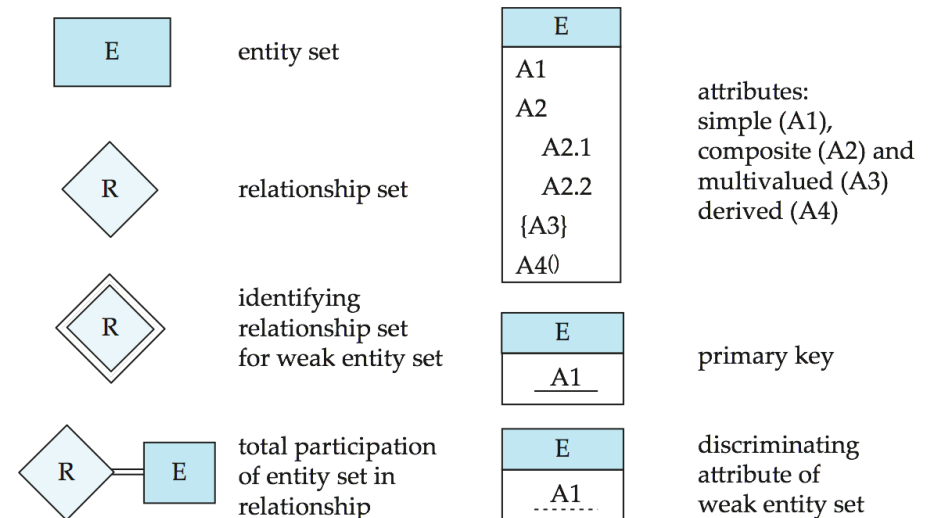 E
entity set
R
relationship set
R
identifying
relationship set
for weak entity set
R
E
total participation
of entity set in
relationship
E
A1
A2
A2.1
A2.2
{A3}
A4()
attributes:
simple (A1),
composite (A2) and
multivalued (A3)
derived (A4)
E
A1
primary key
E
A1
discriminating
attribute of
weak entity set